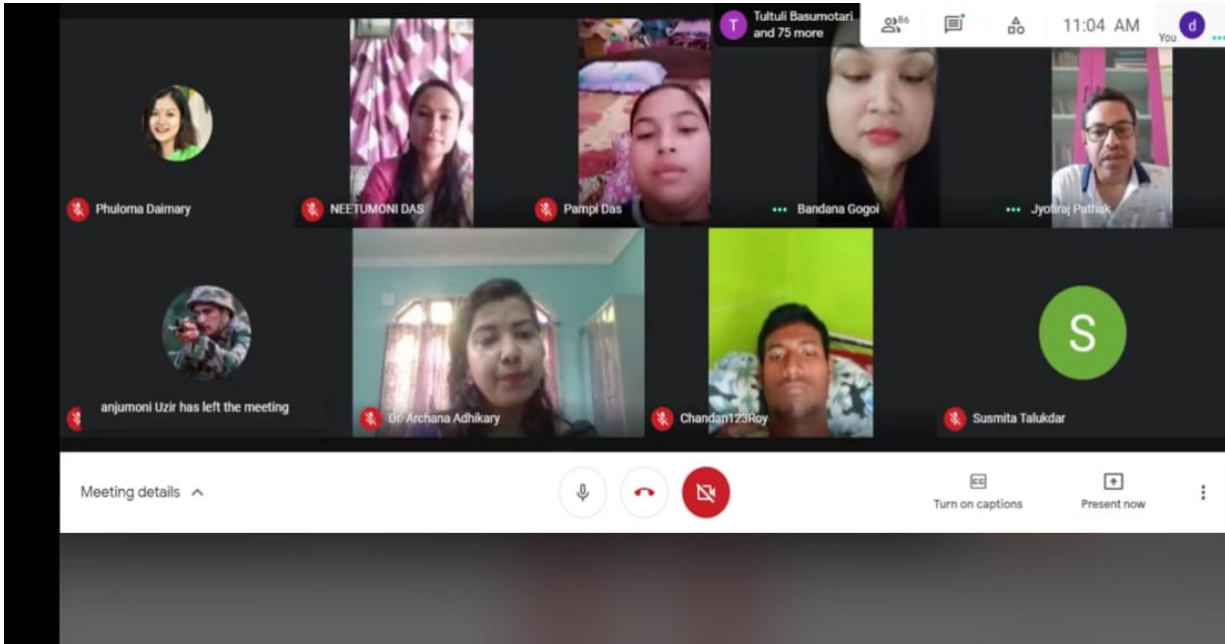 T
Tultuli Basumotari
and 75 more
86
11:04 AM
You
d
Phuloma Daimary
NEETUMONI DAS
Pampi Das
Bandana Gogoi
Jyotiraj Pathak
anjumoni Uzir has left the meeting
Archana Adhikary
Chandan123Roy
S
Susmita Talukdar
Meeting details
CC
Turn on captions
Present now